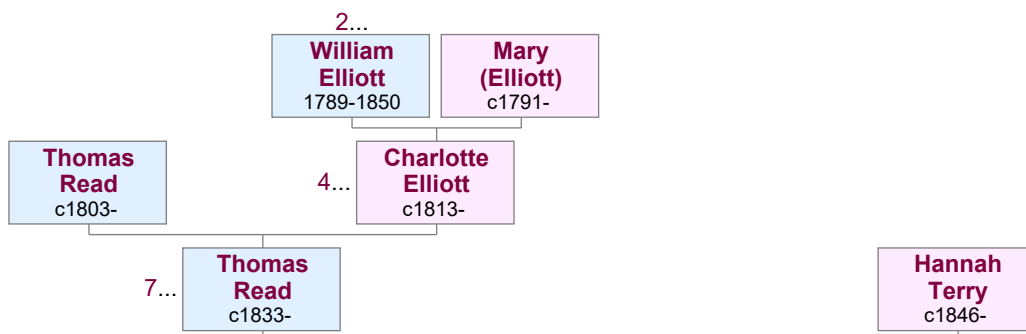 2...
William
Elliott
1789-1850
Mary
(Elliott)
c1791-
Thomas
Read
c1803-
4...
Charlotte
Elliott
c1813-
7...
Thomas
Read
c1833-
Hannah
Terry
c1846-